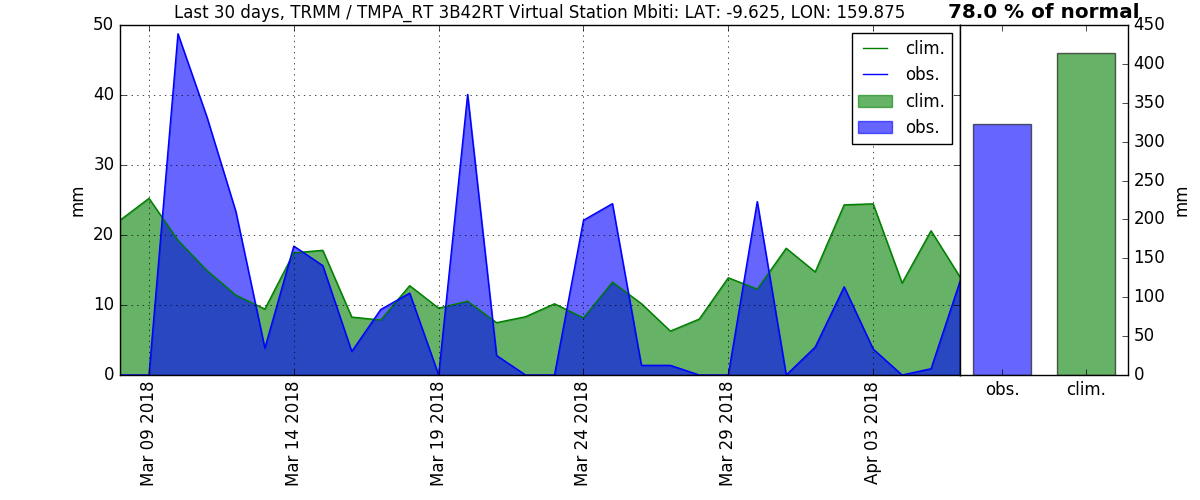 Last 30 days, TRMM / TMPA_RT 3B42RT Virtual Station Mbiti: LAT: -9.625, LON: 159.875
78.0 % of normal
50
40
30
20
10
0
mm
clim.
obs.
clim.
obs.
Mar 09 2018
Mar 14 2018
Mar 19 2018
Mar 24 2018
Mar 29 2018
Apr 03 2018
450
400
350
300
250
200
150
100
50
0
mm
obs.
clim.